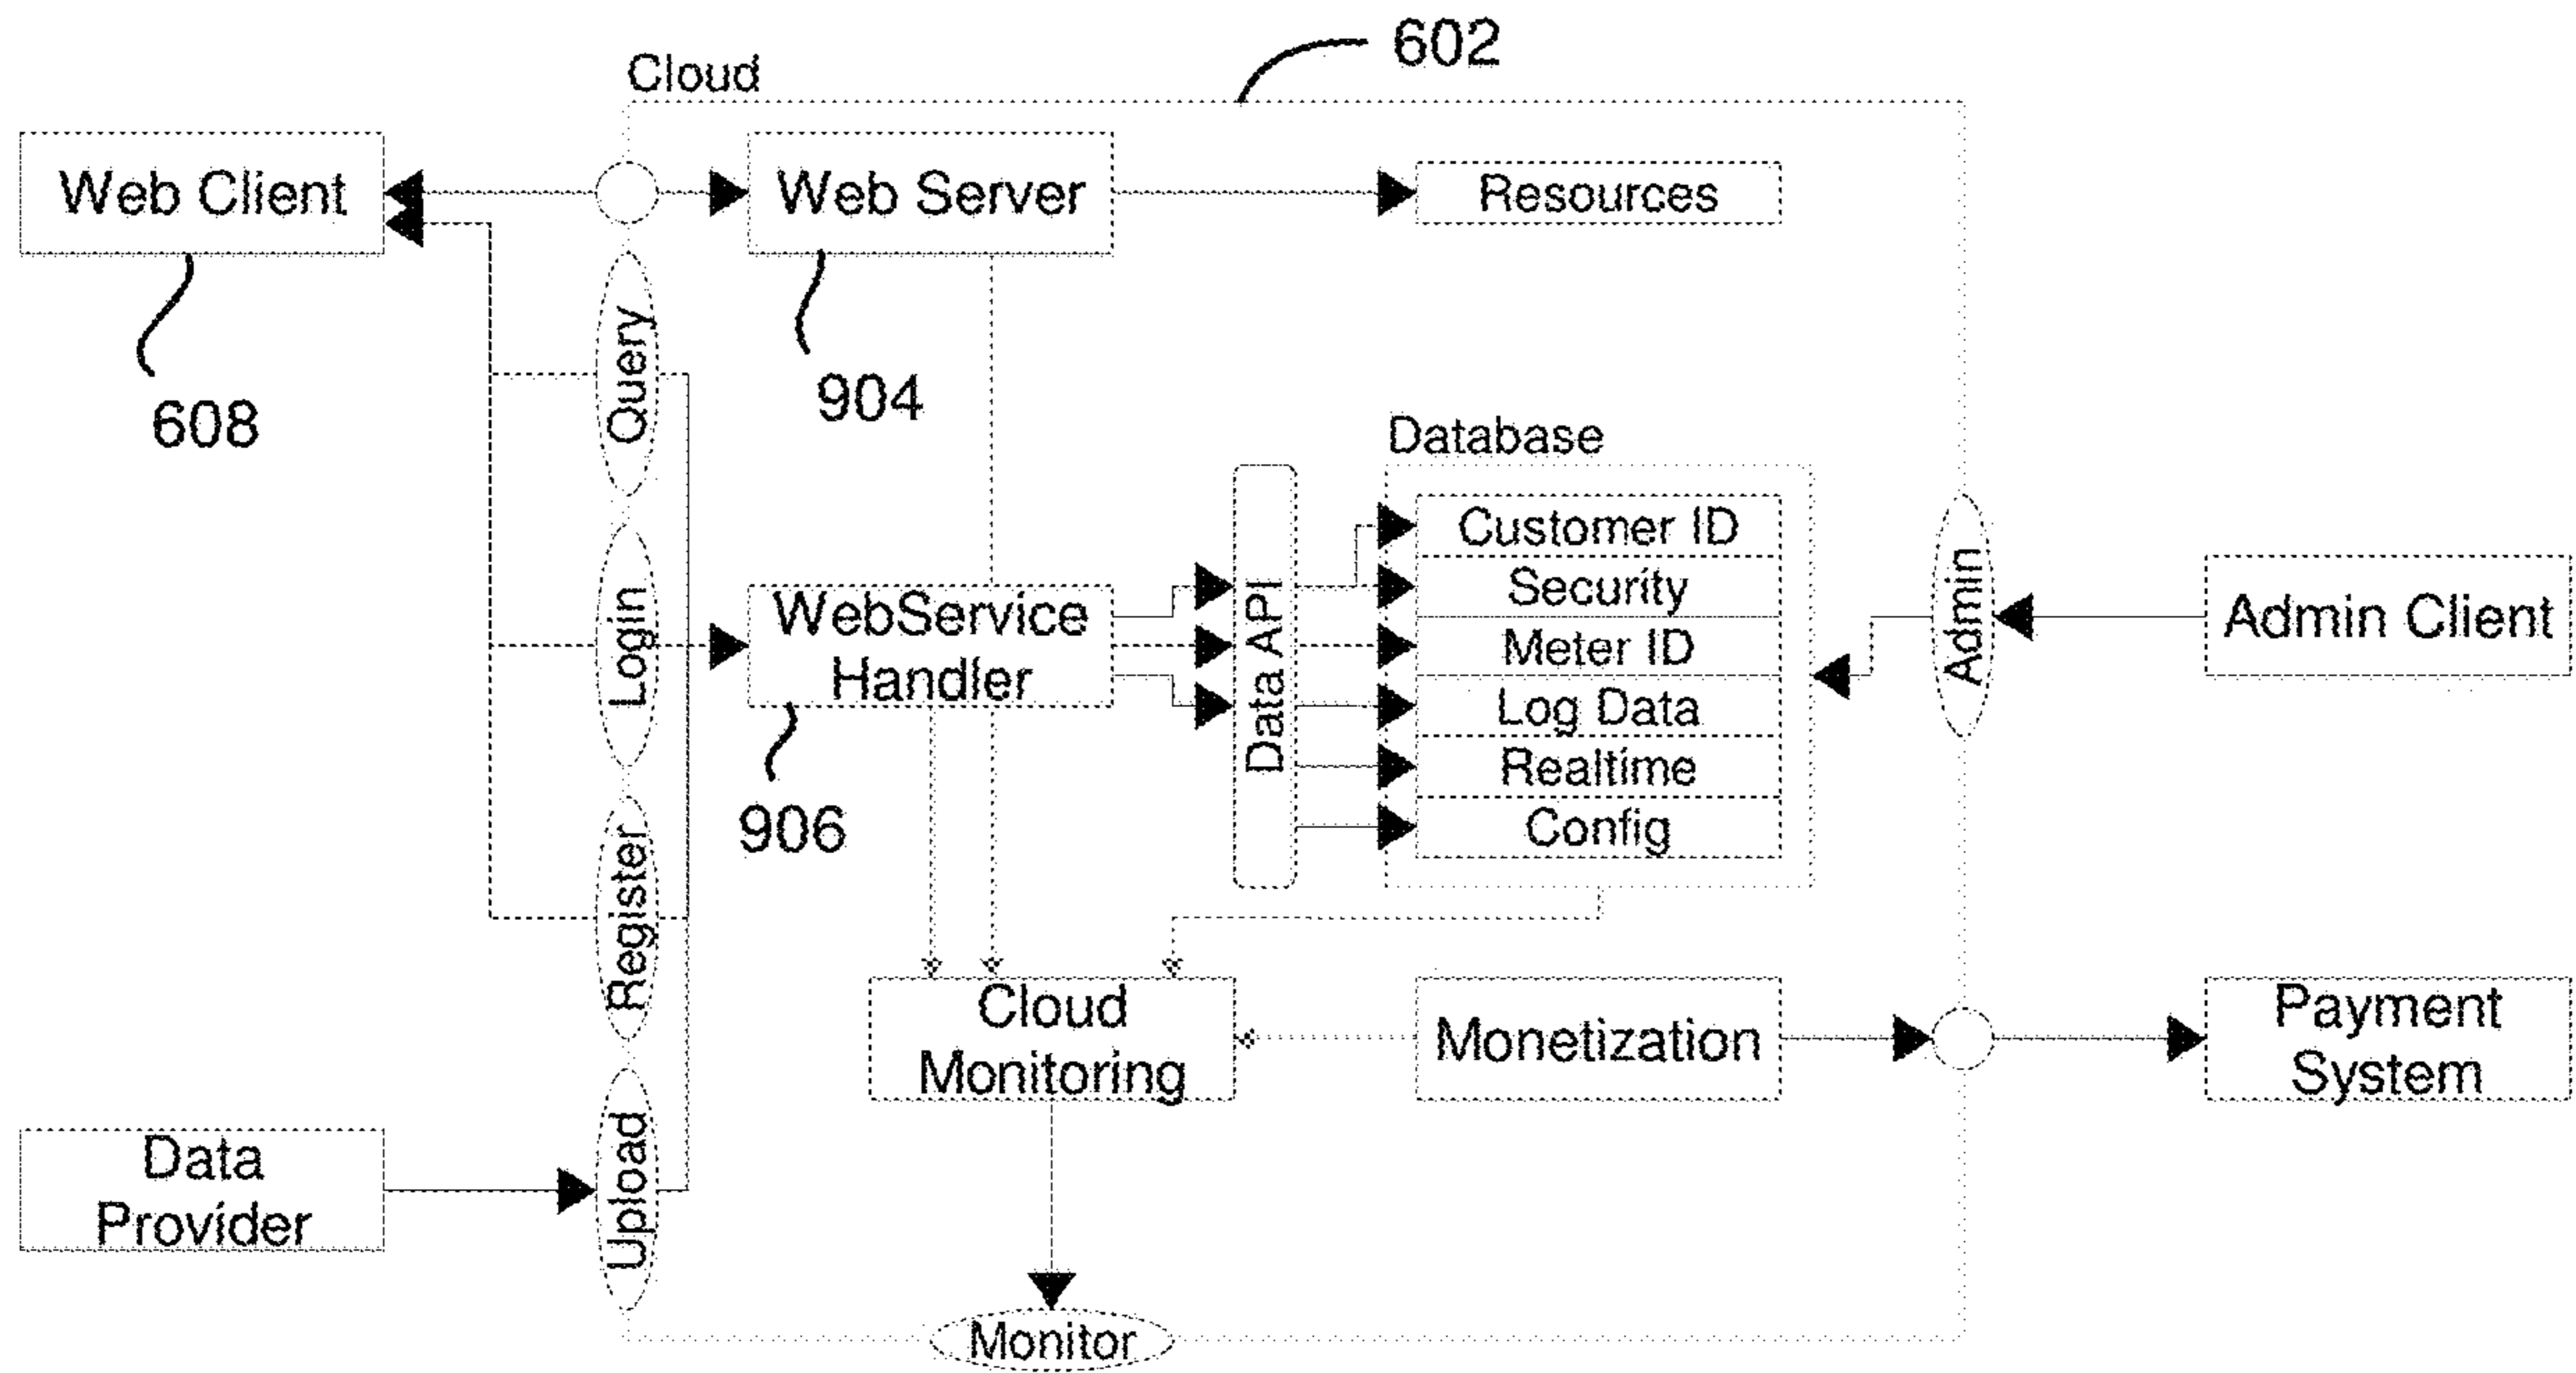 602
Cloud
Web Client
Web Server
Resources
608
904
Query
Login
Register
Upload
Database
Customer ID
Security
Meter ID
Log Data
Realtime
Config
WebService
Handler
906
Data API
Admin
Admin Client
Cloud
Monitoring
Monetization
Payment
System
Data
Provider
Monitor